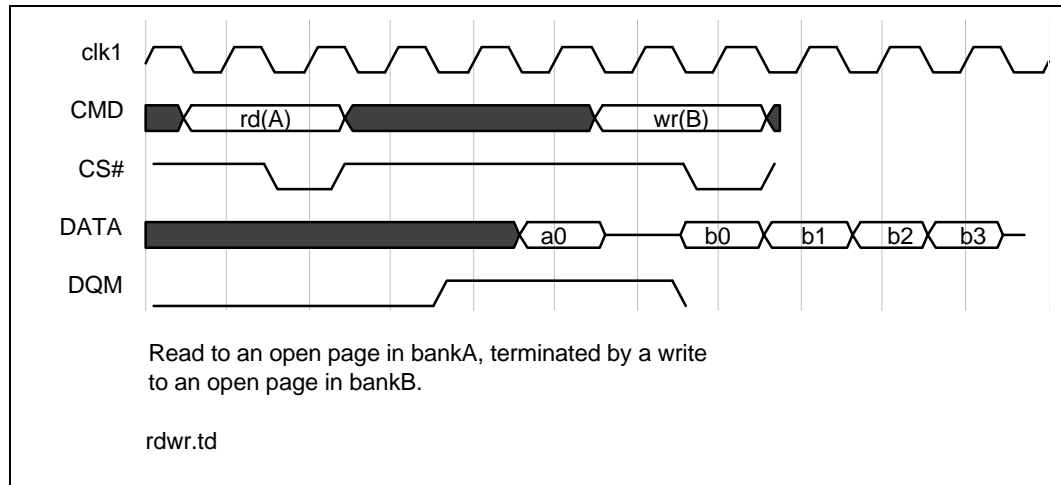 clk1
CMD rd(A) wr(B)
CS#
DATA a0 b0 b1 b2 b3
DQM
Read to an open page in bankA, terminated by a write
to an open page in bankB.
rdwr.td